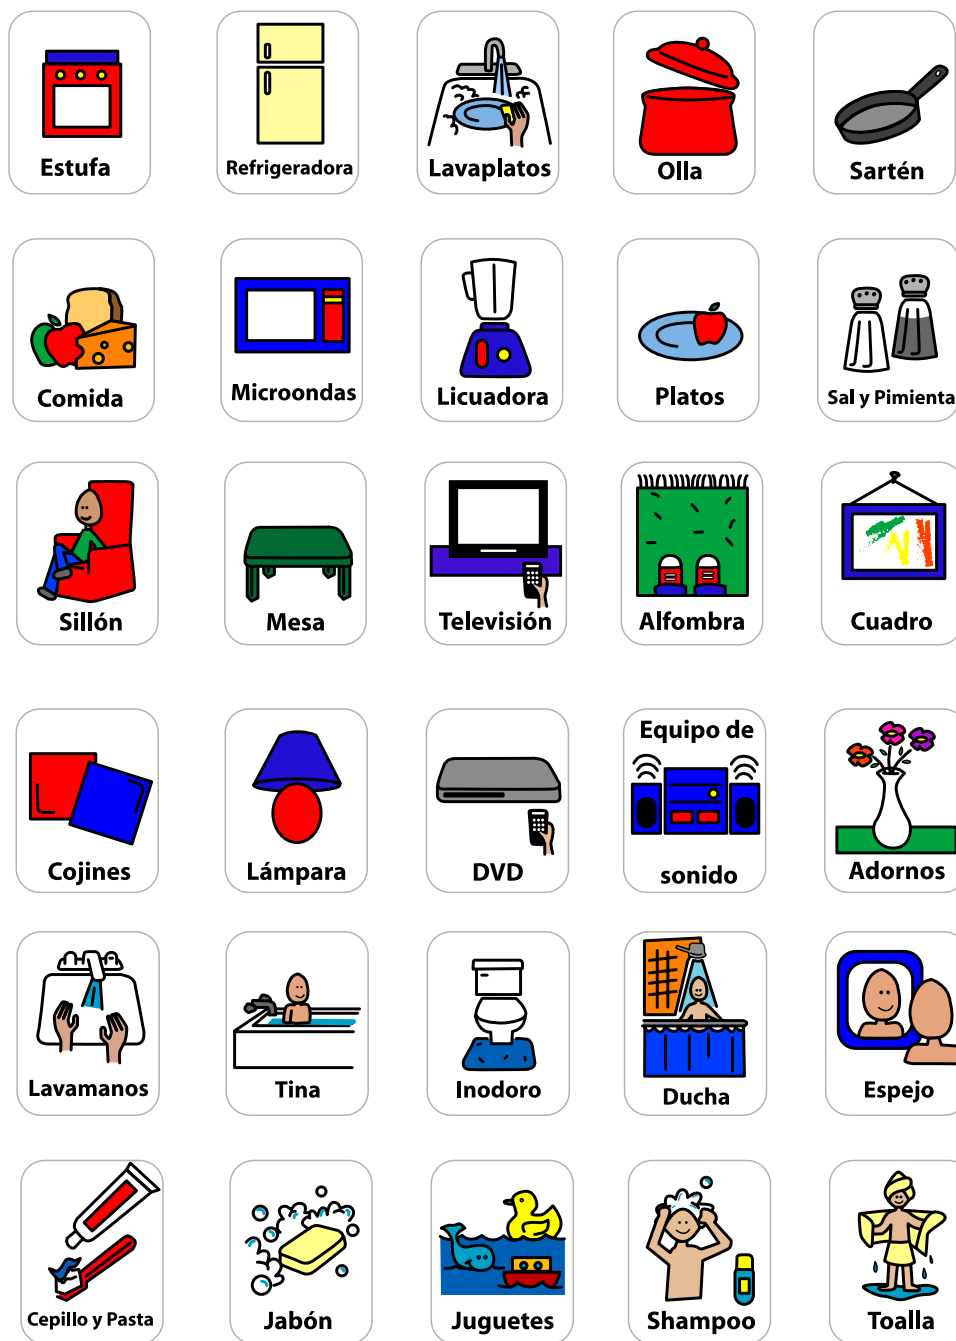 Estufa
Refrigeradora
Lavaplatos
Olla
Sartén
Comida
Microondas
Licuadora
Platos
Sal y Pimienta
Sillón
Mesa
Televisión
Alfombra
Cuadro
Cojines
Lámpara
DVD
Equipo de
sonido
Adornos
Lavamanos
Tina
Inodoro
Ducha
Espejo
Cepillo y Pasta
Jabón
Juguetes
Shampoo
Toalla